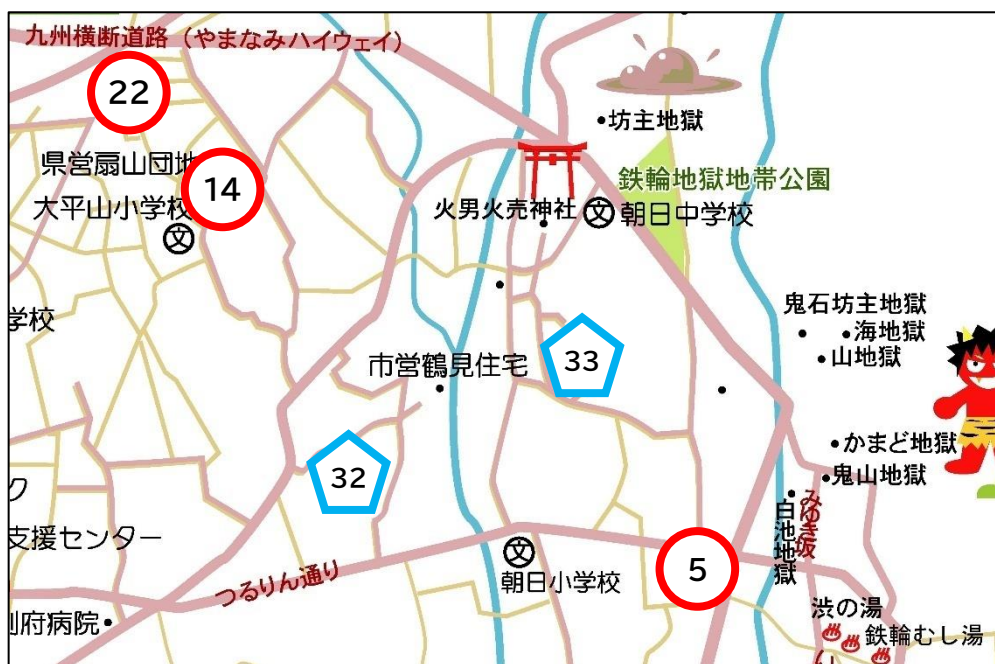 九州横断道路（やまなみハイウェイ）
22
坊主地獄
県営扇山団地
14
鉄輪地獄地帯公園
大平山小学校
火男火売神社
文
朝日中学校
文
鬼石坊主地獄
学校
海地獄
33
山地獄
市営鶴見住宅
かまど地獄
32
鬼山地獄
ク
みゆき坂
白池地獄
支援センター
文
つるりん通り
5
朝日小学校
渋の湯
別府病院
鉄輪むし湯